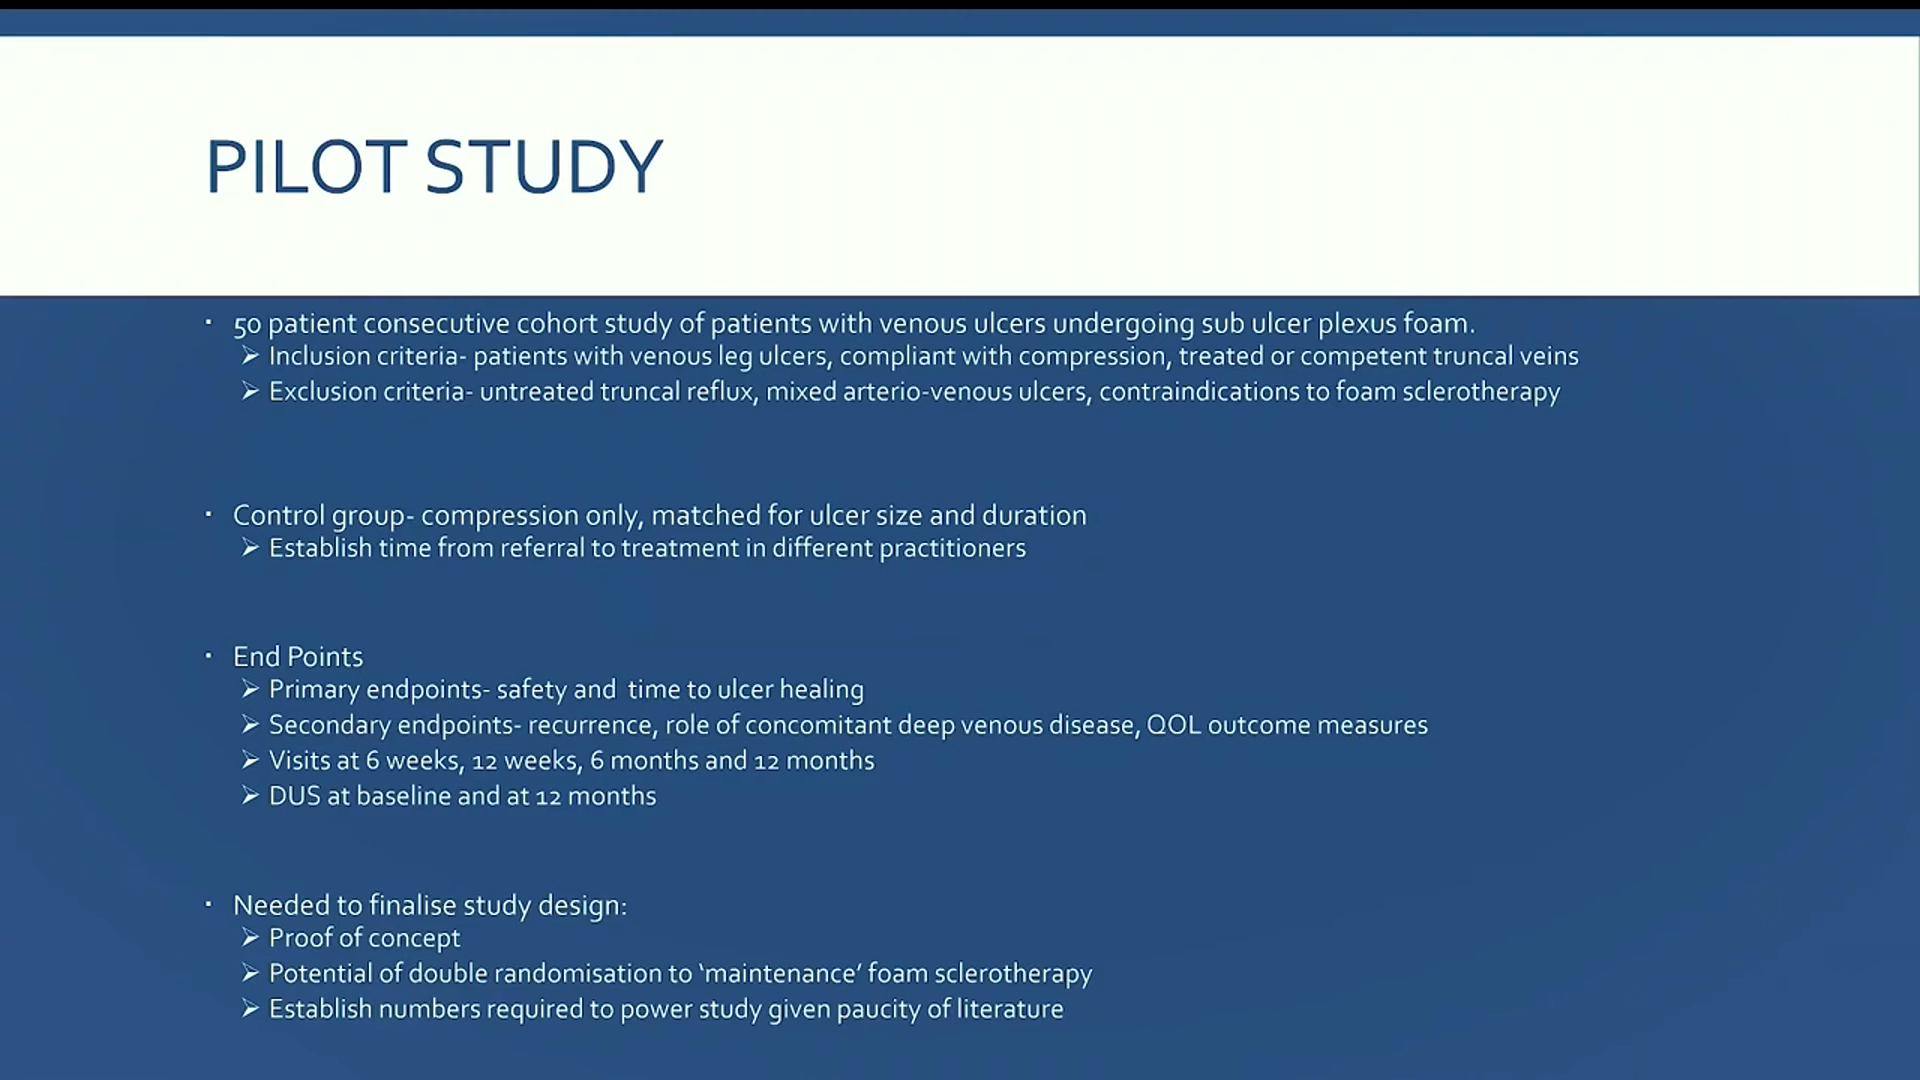 PILOT STUDY
▪ 50 patient consecutive cohort study of patients with venous ulcers undergoing sub ulcer plexus foam.
➢ Inclusion criteria- patients with venous leg ulcers, compliant with compression, treated or competent truncal veins
➢ Exclusion criteria- untreated truncal reflux, mixed arterio-venous ulcers, contraindications to foam sclerotherapy
▪ Control group- compression only, matched for ulcer size and duration
➢ Establish time from referral to treatment in different practitioners
▪ End Points
➢ Primary endpoints- safety and  time to ulcer healing
➢ Secondary endpoints- recurrence, role of concomitant deep venous disease, QOL outcome measures
➢ Visits at 6 weeks, 12 weeks, 6 months and 12 months
➢ DUS at baseline and at 12 months
▪ Needed to finalise study design:
➢ Proof of concept
➢ Potential of double randomisation to ‘maintenance’ foam sclerotherapy
➢ Establish numbers required to power study given paucity of literature